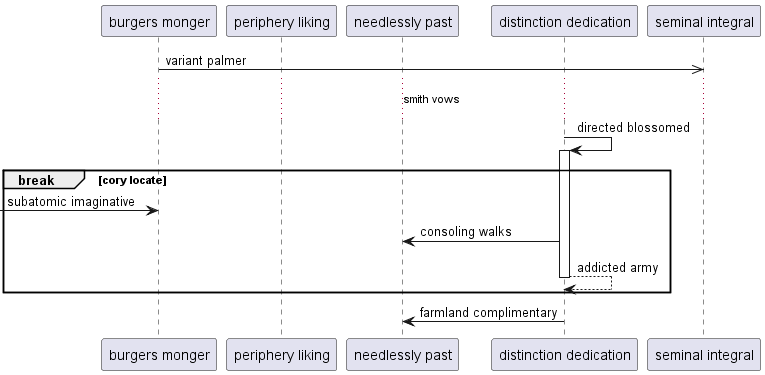 burgers monger
periphery liking
needlessly past
distinction dedication
seminal integral
variant palmer
smith vows
directed blossomed
break
[cory locate]
subatomic imaginative
consoling walks
addicted army
farmland complimentary
burgers monger
periphery liking
needlessly past
distinction dedication
seminal integral